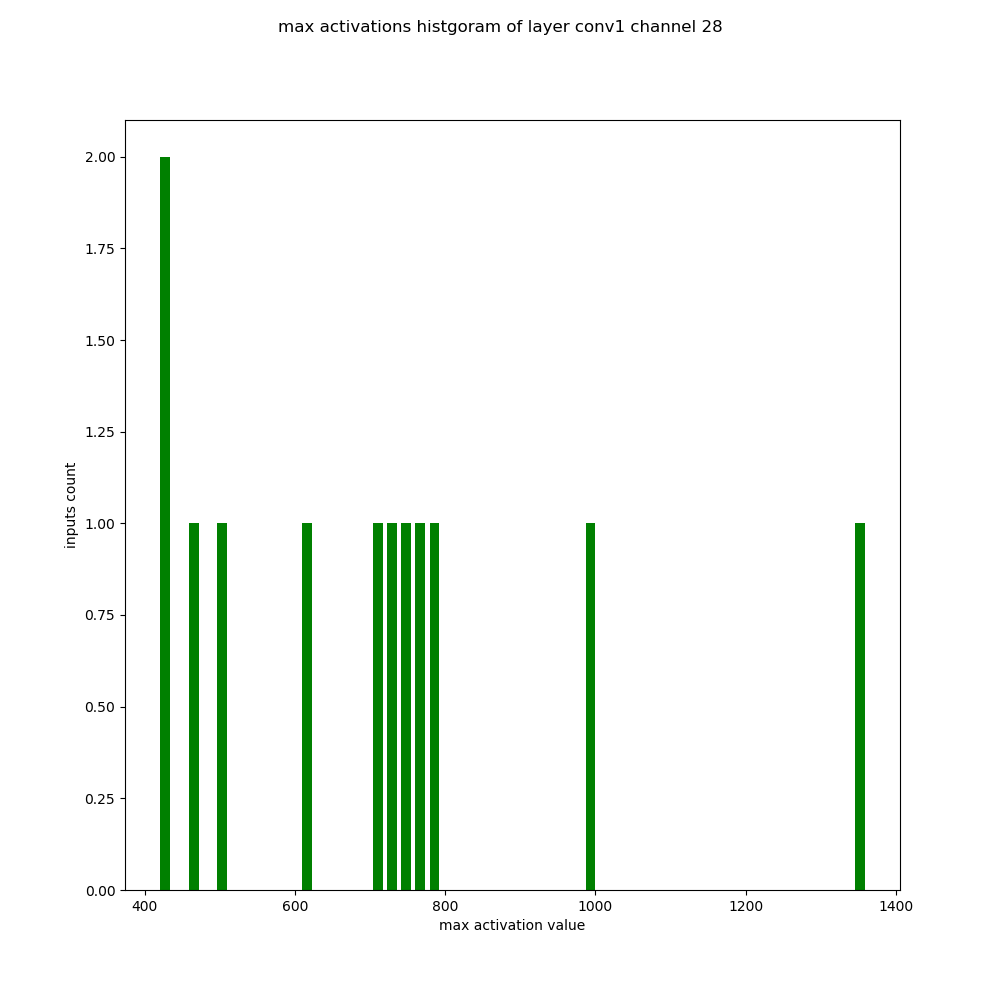 max activations histgoram of layer conv1 channel 28
2.00
1.75
1.50
1.25
1.00
0.75
0.50
0.25
0.00
inputs count
400 600 800 1000 1200 1400
max activation value